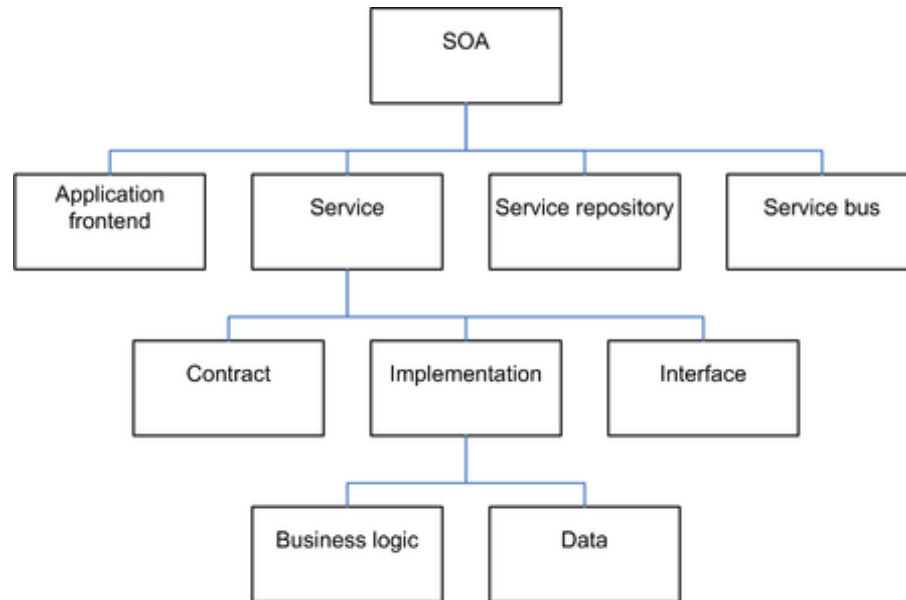 SOA
Application
frontend
Service
Service repository
Service bus
Contract
Implementation
Interface
Business logic
Data